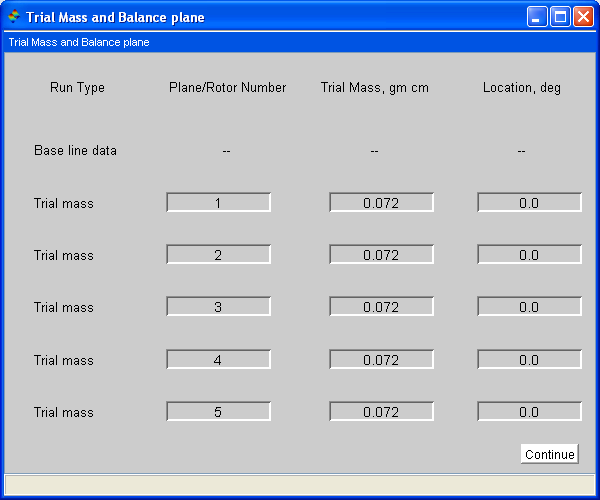 Trial Mass and Balance plane
Trial Mass and Balance plane
Run Type Plane/Rotor Number Trial Mass, gm cm Location, deg
Base line data -- -- --
Trial mass 1 0.072 0.0
Trial mass 2 0.072 0.0
Trial mass 3 0.072 0.0
Trial mass 4 0.072 0.0
Trial mass 5 0.072 0.0
Continue